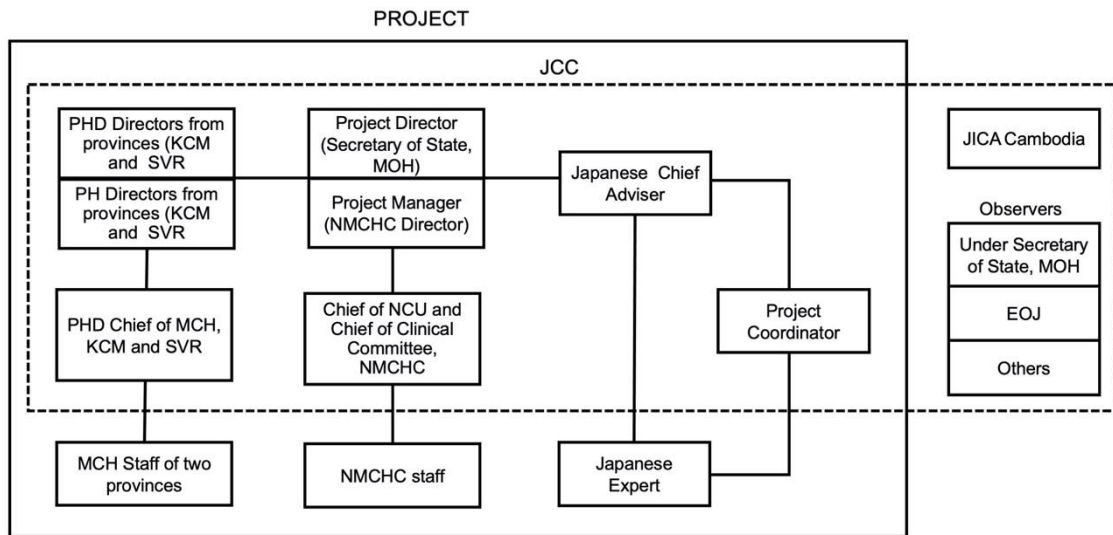 PROJECT
JCC
PHD Directors from
provinces (KCM
and SVR
PH Directors from
provinces (KCM
and SVR
PHD Chief of MCH,
KCM and SVR
MCH Staff of two
provinces
Project Director
(Secretary of State,
MOH)
Project Manager
(NMCHC Director)
Chief of NCU and
Chief of Clinical
Committee,
NMCHC
NMCHC staff
Japanese Chief
Adviser
Project
Coordinator
Japanese
Expert
JICA Cambodia
Observers
Under Secretary
of State, MOH
EOJ
Others